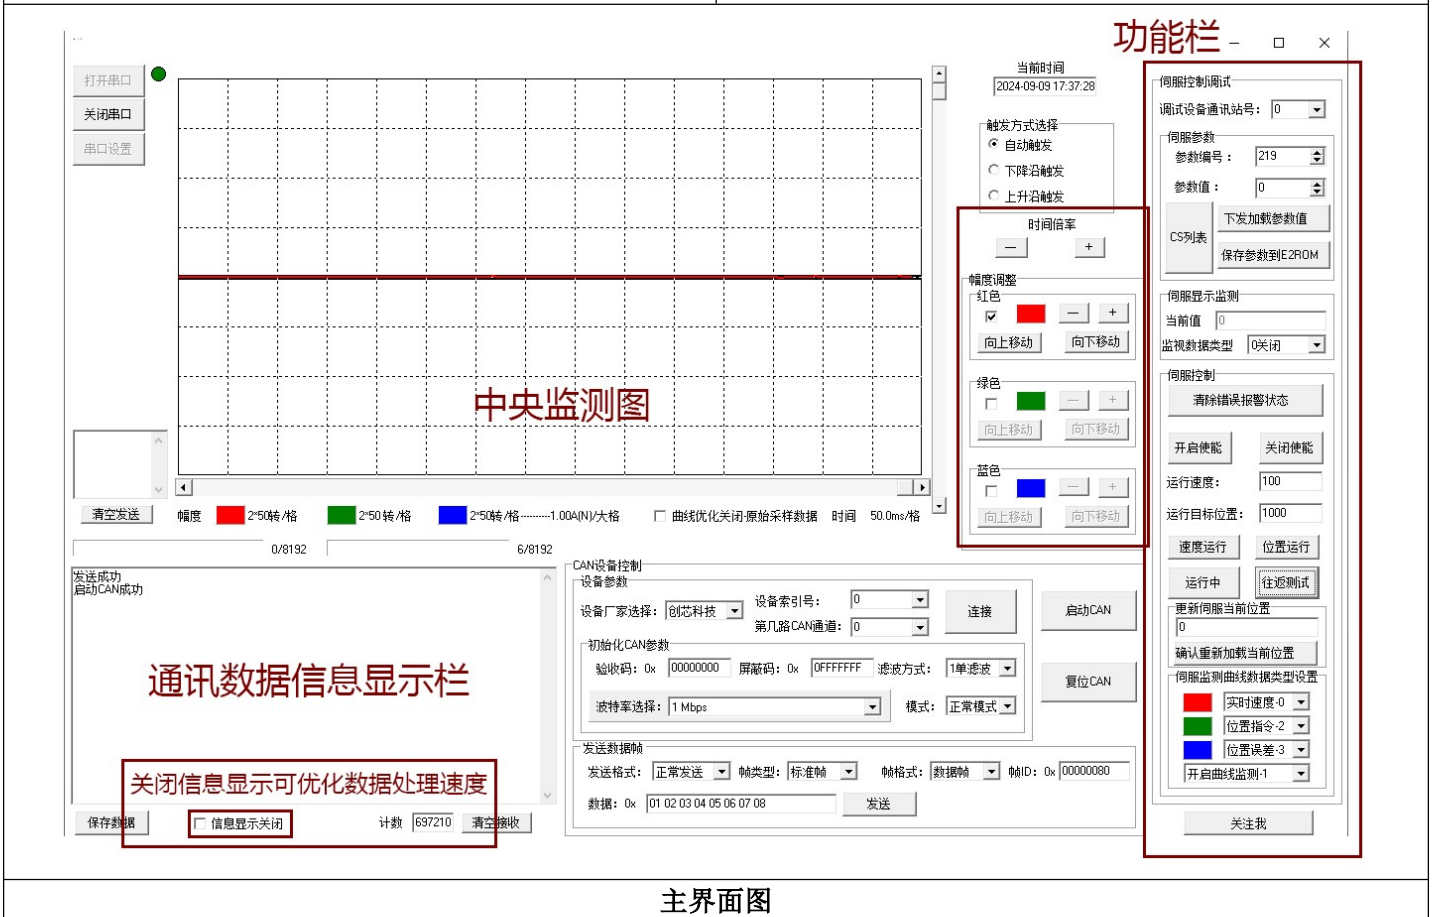 功能栏
打开串口
关闭串口
串口设置
当前时间
2024-09-09 17:37:28
触发方式选择
自动触发
下降沿触发
上升沿触发
时间倍率
—
+
幅度调整
红色
—
+
向上移动
向下移动
绿色
—
+
向上移动
向下移动
蓝色
—
+
向上移动
向下移动
中央监测图
清空发送
幅度
2*50转/格
2*50转/格
2*50转/格---------1.00A(N)/大格
曲线优化关闭-原始采样数据
时间
50.0ms/格
0/8192
6/8192
发送成功
启动CAN成功
通讯数据信息显示栏
关闭信息显示可优化数据处理速度
保存数据
信息显示关闭
计数
697210
清空接收
CAN设备控制
设备参数
设备厂家选择：
创芯科技
设备索引号：
0
第几路CAN通道：
0
连接
启动CAN
初始化CAN参数
验收码：0x
00000000
屏蔽码：0x
0FFFFFFF
滤波方式：
1单滤波
复位CAN
波特率选择：
1 Mbps
模式：
正常模式
发送数据帧
发送格式：
正常发送
帧类型：
标准帧
帧格式：
数据帧
帧ID：0x
00000080
数据：0x
01 02 03 04 05 06 07 08
发送
伺服控制调试
调试设备通讯站号：
0
伺服参数
参数编号：
219
参数值：
0
CS列表
下发加载参数值
保存参数到E2ROM
伺服显示监测
当前值
0
监视数据类型
0关闭
伺服控制
清除错误报警状态
开启使能
关闭使能
运行速度：
100
运行目标位置：
1000
速度运行
位置运行
运行中
往返测试
更新伺服当前位置
0
确认重新加载当前位置
伺服监测曲线数据类型设置
实时速度-0
位置指令-2
位置误差-3
开启曲线监测-1
关注我
主界面图